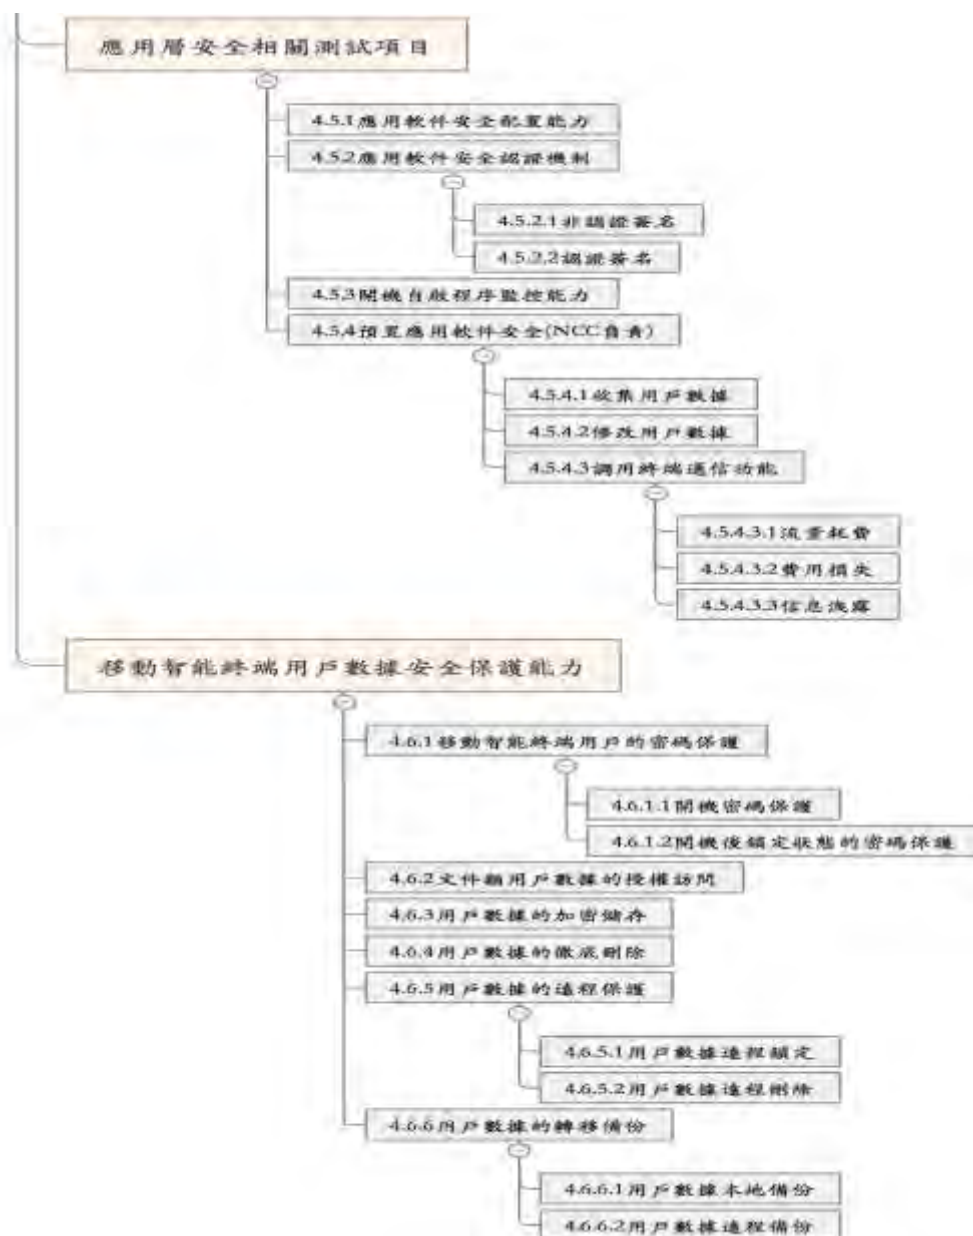 應用層安全相關測試項目
4.5.1應用軟件安全配置能力
4.5.2應用軟件安全認證機制
4.5.2.1非認證簽名
4.5.2.2認證簽名
4.5.3開機自啟程序監控能力
4.5.4預置應用軟件安全(NCC負責)
4.5.4.1收集用戶數據
4.5.4.2修改用戶數據
4.5.4.3調用終端通信功能
4.5.4.3.1流量耗費
4.5.4.3.2費用損失
4.5.4.3.3信息洩露
移動智能終端用戶數據安全保護能力
4.6.1移動智能終端用戶的密碼保護
4.6.1.1開機密碼保護
4.6.1.2開機後鎖定狀態的密碼保護
4.6.2文件類用戶數據的授權訪問
4.6.3用戶數據的加密儲存
4.6.4用戶數據的徹底刪除
4.6.5用戶數據的遠程保護
4.6.5.1用戶數據遠程鎖定
4.6.5.2用戶數據遠程刪除
4.6.6用戶數據的轉移備份
4.6.6.1用戶數據本地備份
4.6.6.2用戶數據遠程備份